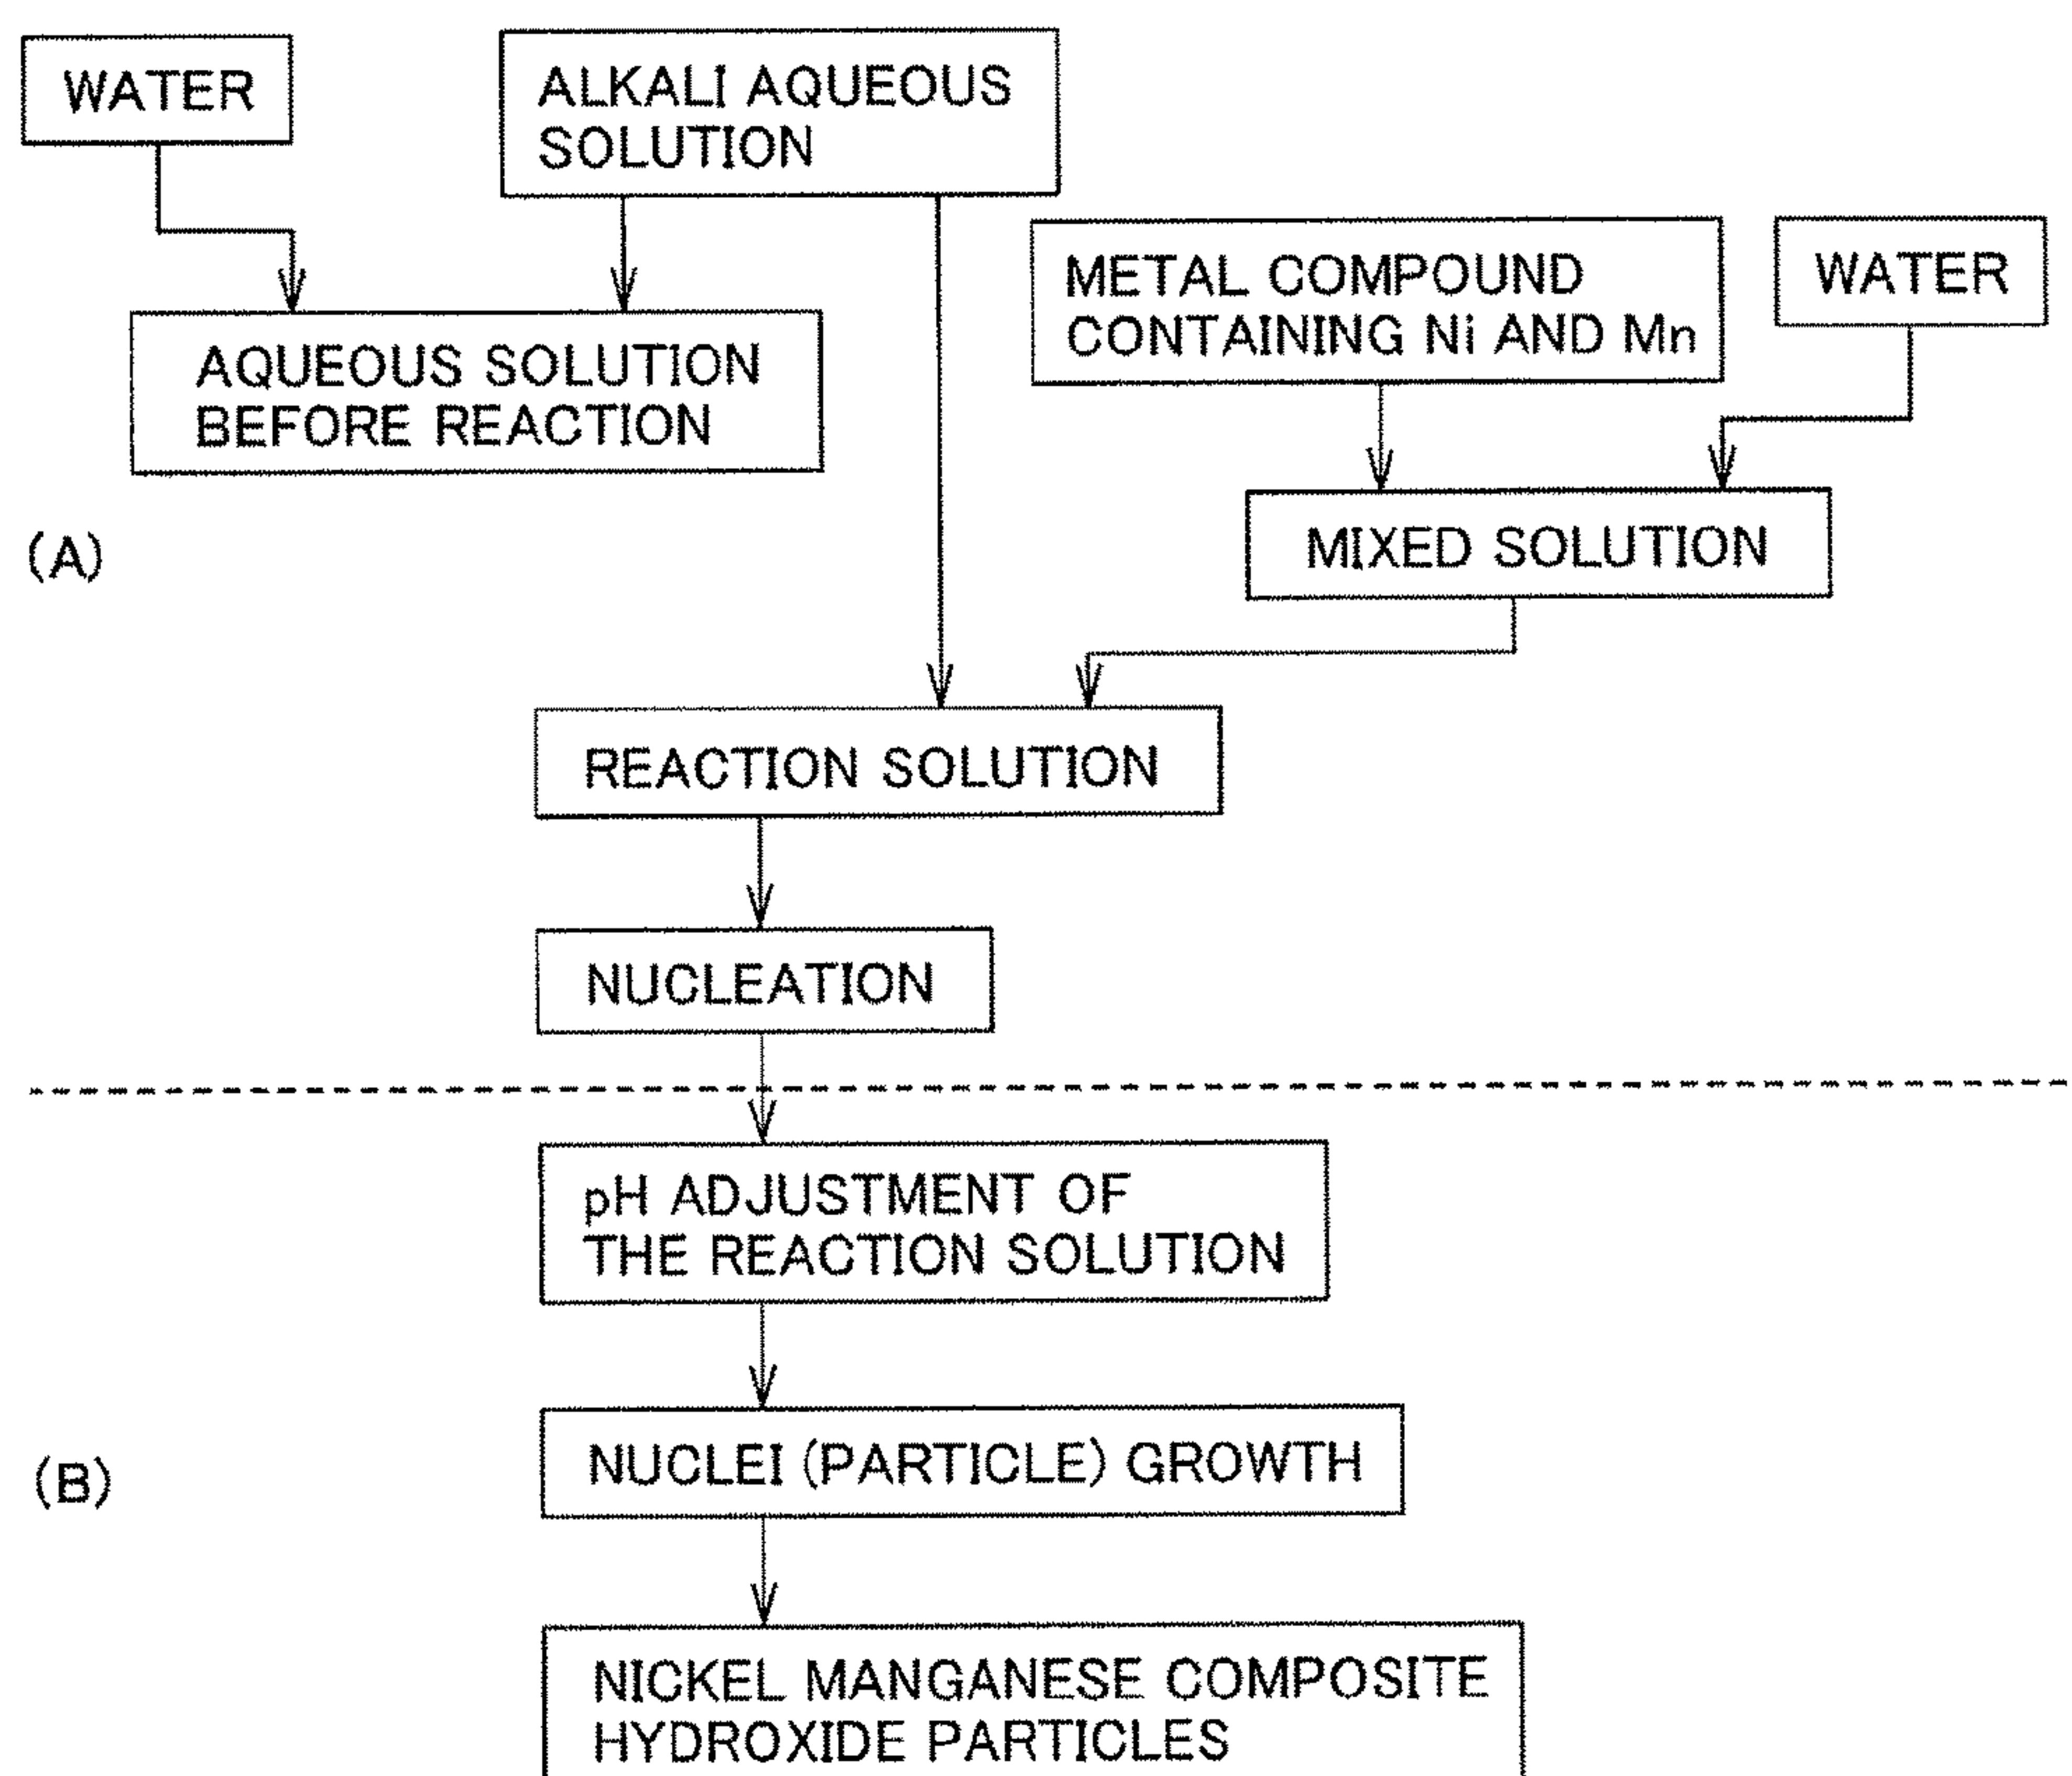 WATER
ALKALI AQUEOUS
SOLUTION
METAL COMPOUND
CONTAINING Ni AND Mn
WATER
AQUEOUS SOLUTION
BEFORE REACTION
MIXED SOLUTION
(A)
REACTION SOLUTION
NUCLEATION
pH ADJUSTMENT OF
THE REACTION SOLUTION
NUCLEI (PARTICLE) GROWTH
(B)
NICKEL MANGANESE COMPOSITE
HYDROXIDE PARTICLES